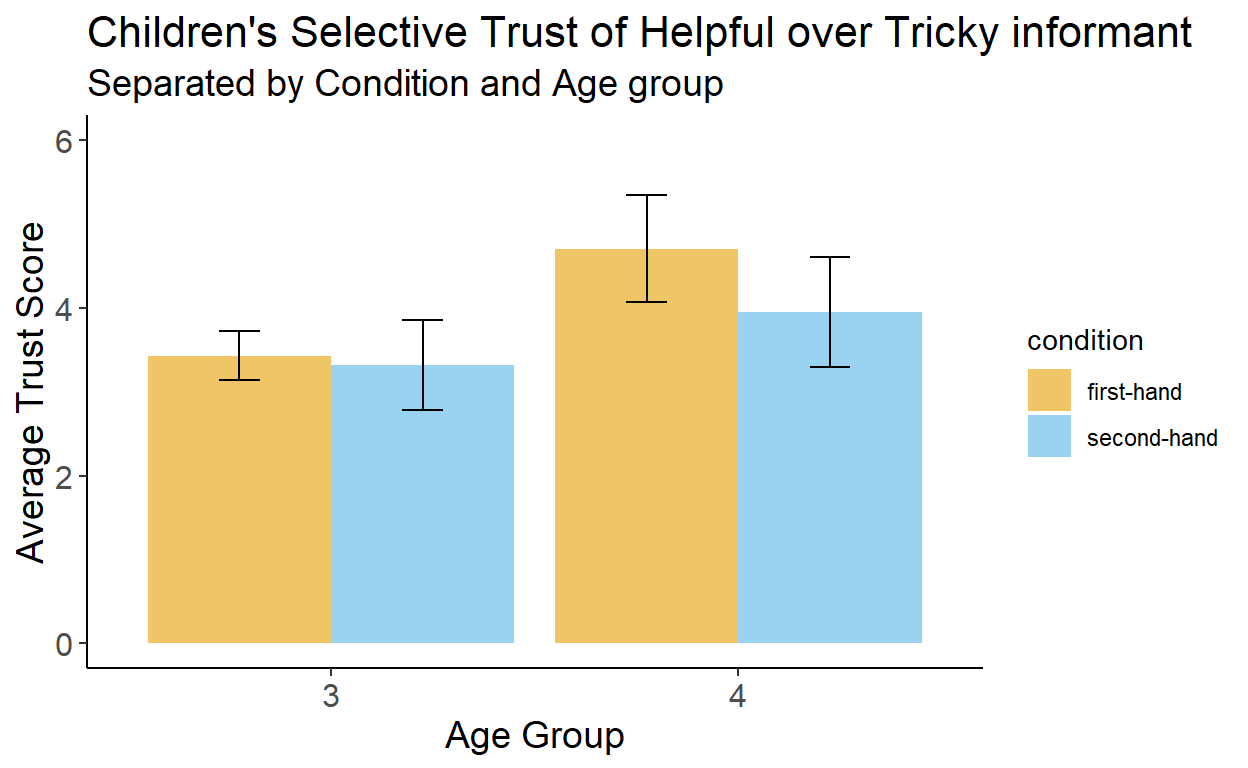 Children's Selective Trust of Helpful over Tricky informant
Separated by Condition and Age group
Average Trust Score
6
4
2
0
3
4
Age Group
condition
first-hand
second-hand